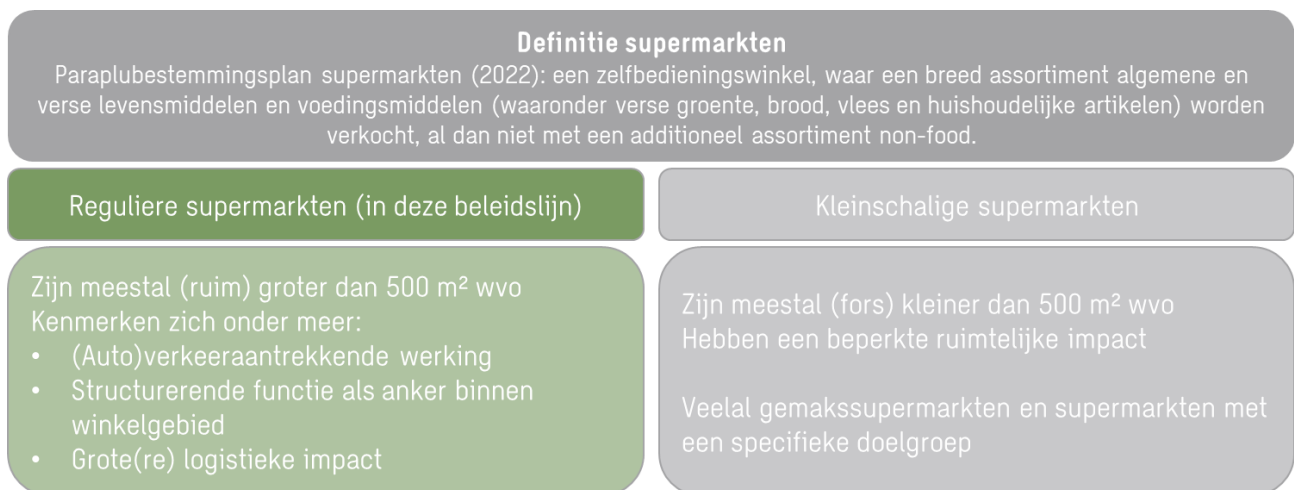 Definitie supermarkten
Paraplubestemmingsplan supermarkten (2022): een zelfbedieningswinkel, waar een breed assortiment algemene en
verse levensmiddelen en voedingsmiddelen (waaronder verse groente, brood, vlees en huishoudelijke artikelen) worden
verkocht, al dan niet met een additioneel assortiment non-food.
Reguliere supermarkten (in deze beleidslijn)
Zijn meestal (ruim) groter dan 500 m² wvo
Kenmerken zich onder meer:
• (Auto)verkeeraantrekkende werking
• Structurerende functie als anker binnen
winkelgebied
• Grote(re) logistieke impact
Kleinschalige supermarkten
Zijn meestal (fors) kleiner dan 500 m² wvo
Hebben een beperkte ruimtelijke impact
Veelal gemakssupermarkten en supermarkten met
een specifieke doelgroep